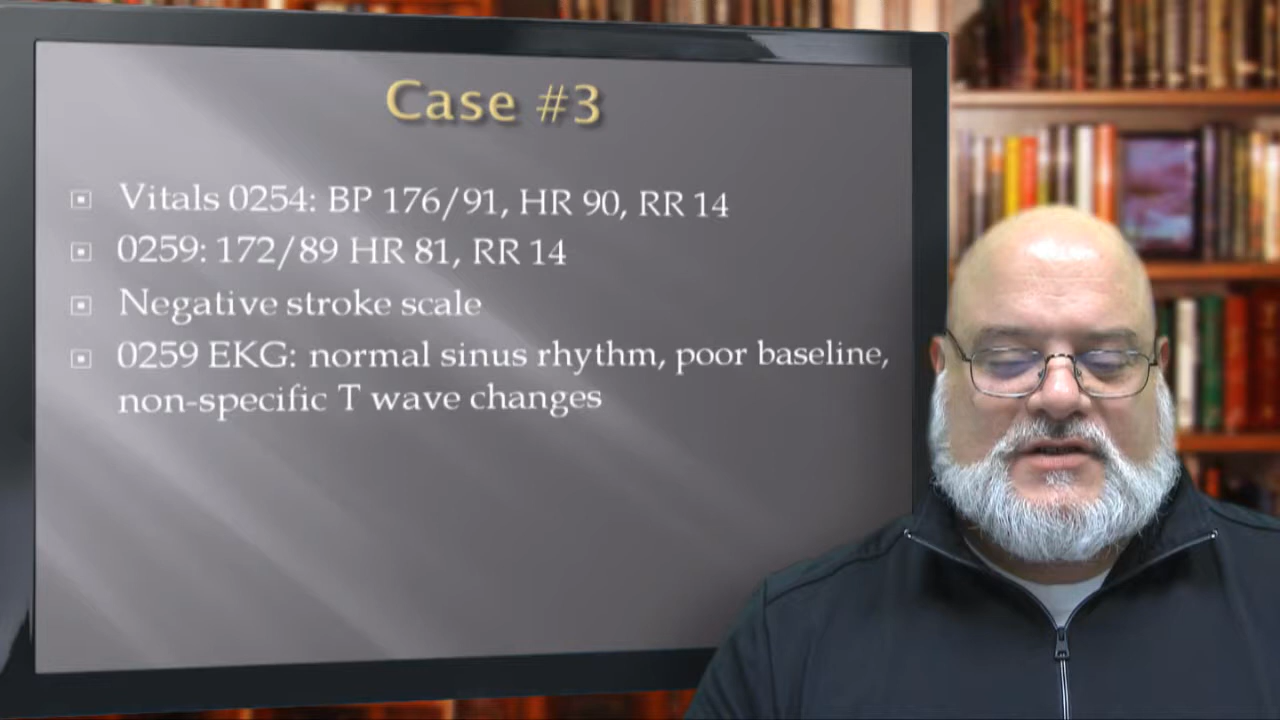 Case #3
Vitals 0254: BP 176/91, HR 90, RR 14
0259: 172/89 HR 81, RR 14
Negative stroke scale
0259 EKG: normal sinus rhythm, poor baseline,
non-specific T wave changes